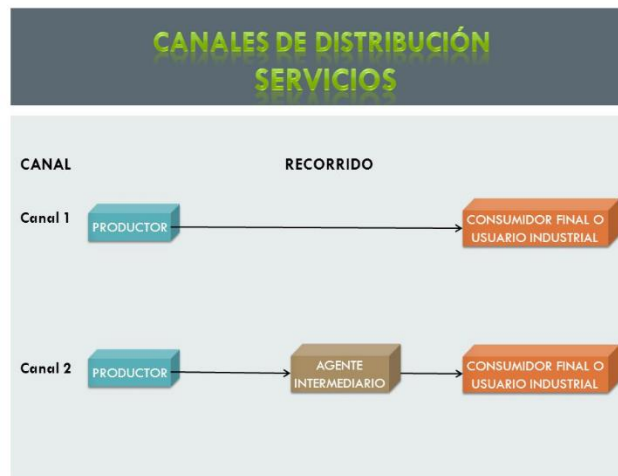 CANALES DE DISTRIBUCIÓN
SERVICIOS
CANAL
RECORRIDO
Canal 1
PRODUCTOR
CONSUMIDOR FINAL O
USUARIO INDUSTRIAL
Canal 2
PRODUCTOR
AGENTE
INTERMEDIARIO
CONSUMIDOR FINAL O
USUARIO INDUSTRIAL